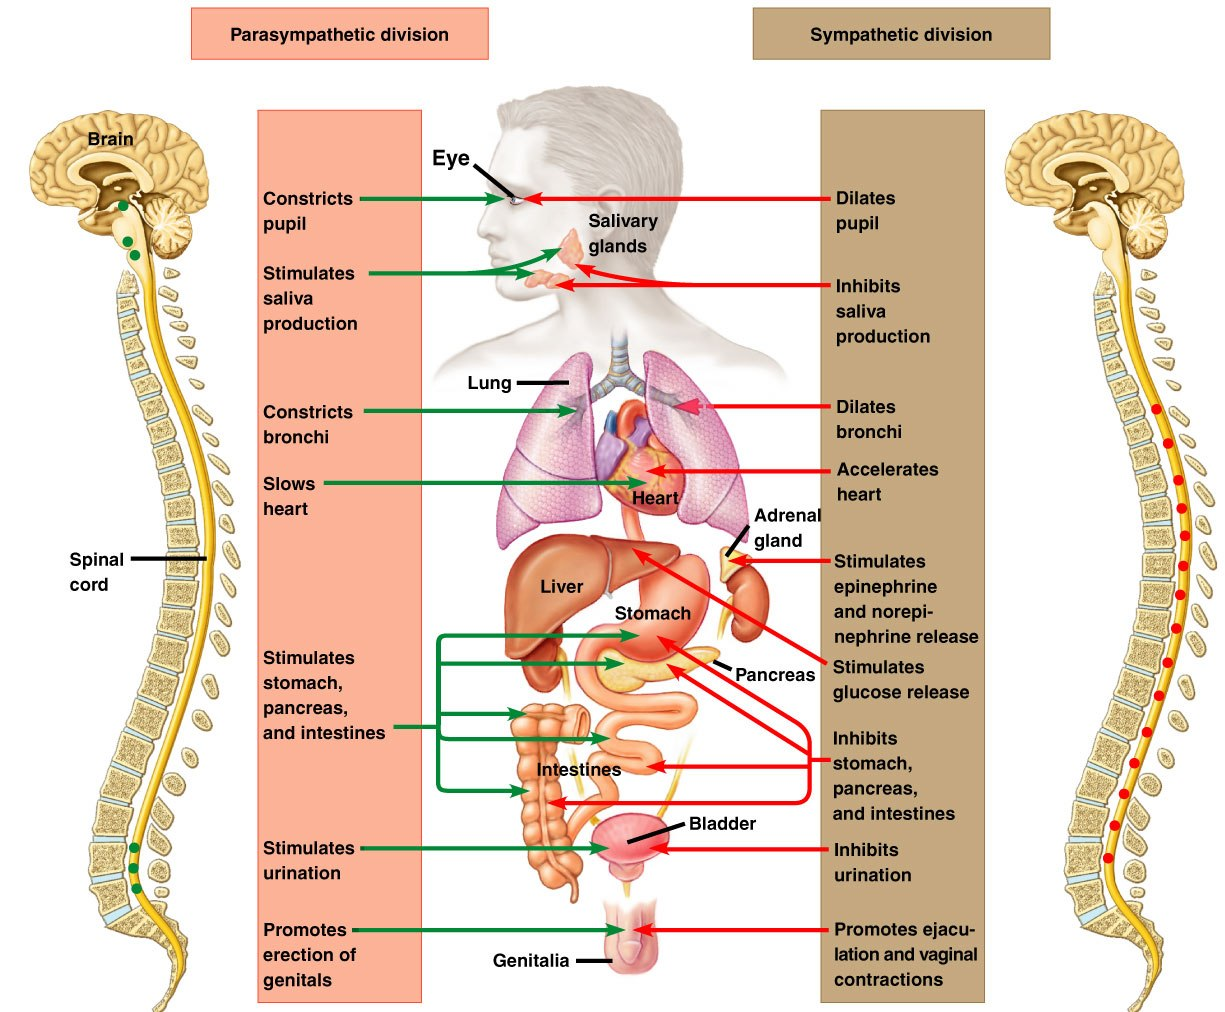 Parasympathetic division
Sympathetic division
Brain
Spinal
cord
Constricts
pupil
Stimulates
saliva
production
Constricts
bronchi
Slows
heart
Stimulates
stomach,
pancreas,
and intestines
Stimulates
urination
Promotes
erection of
genitals
Eye
Salivary
glands
Lung
Heart
Adrenal
gland
Liver
Stomach
Pancreas
Intestines
Bladder
Genitalia
Dilates
pupil
Inhibits
saliva
production
Dilates
bronchi
Accelerates
heart
Stimulates
epinephrine
and norepi-
nephrine release
Stimulates
glucose release
Inhibits
stomach,
pancreas,
and intestines
Inhibits
urination
Promotes ejacu-
lation and vaginal
contractions